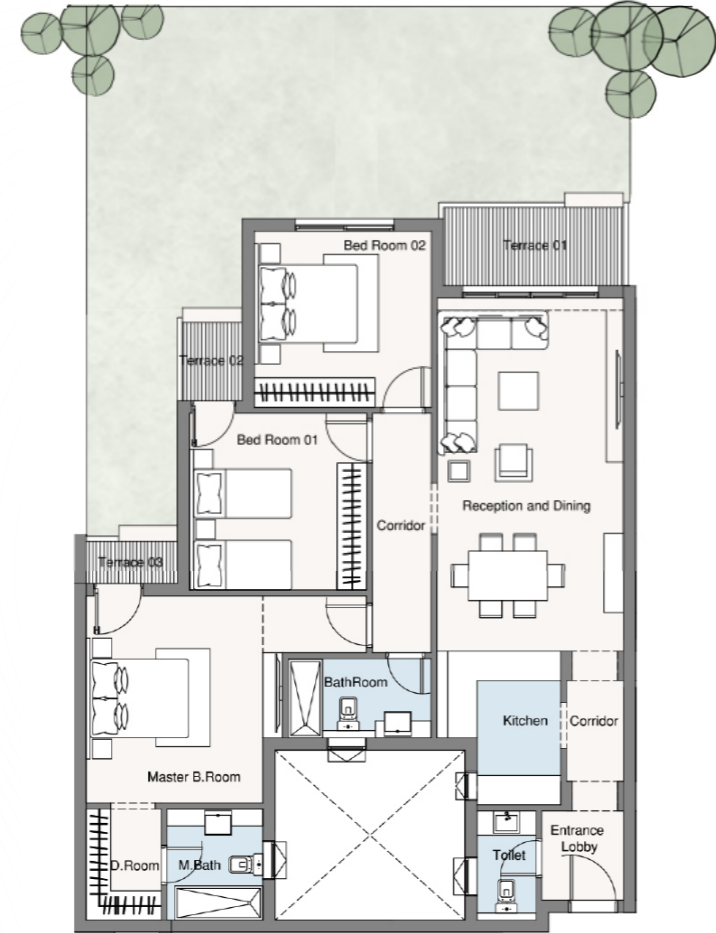 Bed Room 02
Terrace 01
Terrace 02
Bed Room 01
Reception and Dining
Corridor
Terrace 03
BathRoom
Kitchen
Corridor
Master B.Room
Entrance
Lobby
D.Room
M.Bath
Toilet